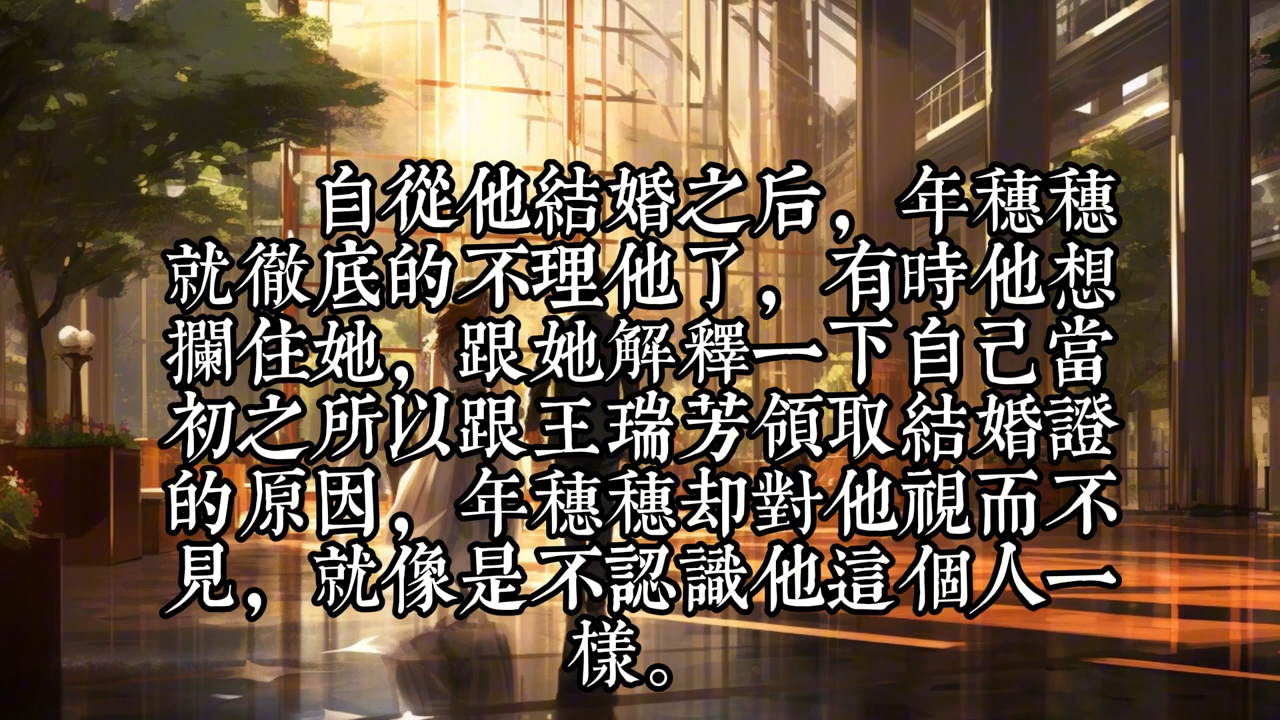 自從他結婚之后，年穗穗
就徹底的不理他了，有時他想
攔住她，跟她解釋一下自己當
初之所以跟王瑞芳領取結婚證
的原因，年穗穗却對他視而不
見，就像是不認識他這個人一
樣。